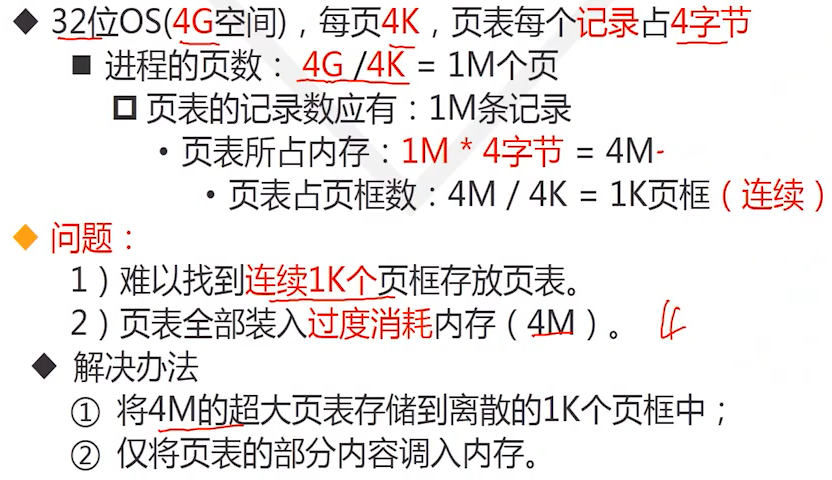 ◆ 32位OS(4G空间)，每页4K，页表每个记录占4字节
■ 进程的页数：4G /4K = 1M个页
页表的记录数应有：1M条记录
• 页表所占内存：1M * 4字节 = 4M
• 页表占页框数：4M / 4K = 1K页框（连续）
◆ 问题：
1）难以找到连续1K个页框存放页表。
2）页表全部装入过度消耗内存（4M）。
◆ 解决办法
① 将4M的超大页表存储到离散的1K个页框中；
② 仅将页表的部分内容调入内存。